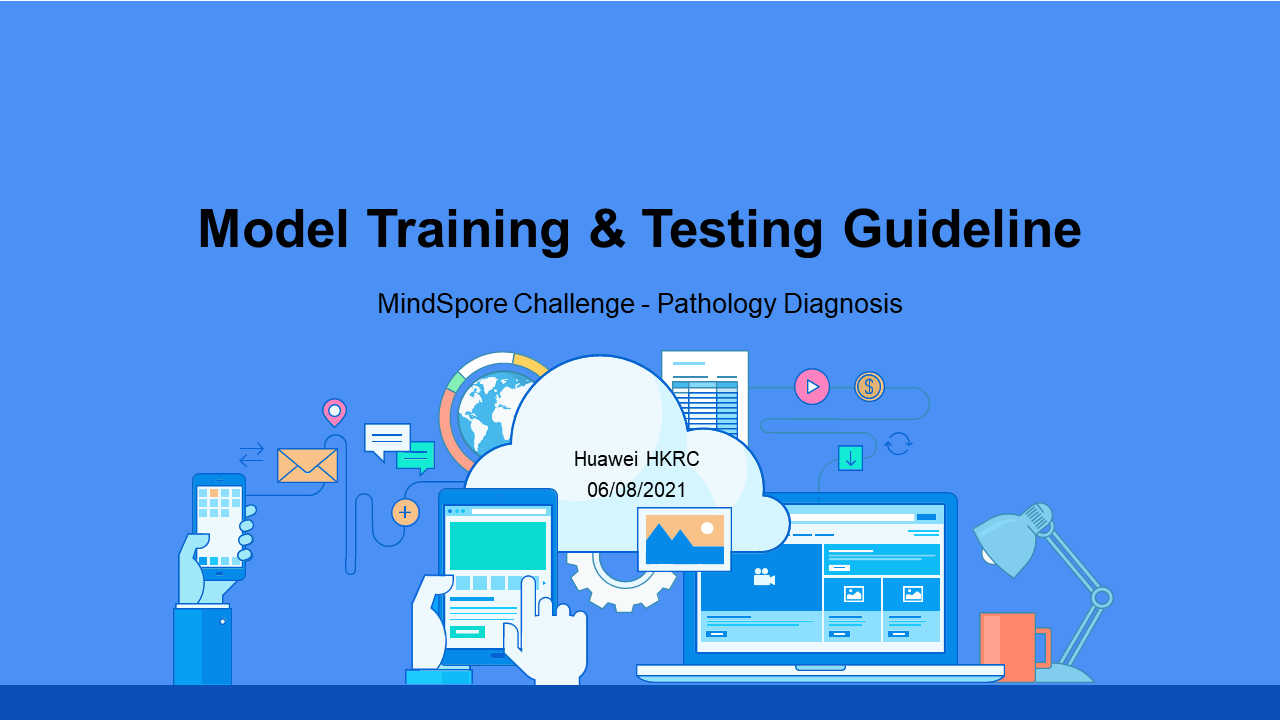 Model Training & Testing Guideline
MindSpore Challenge - Pathology Diagnosis
Huawei HKRC
06/08/2021